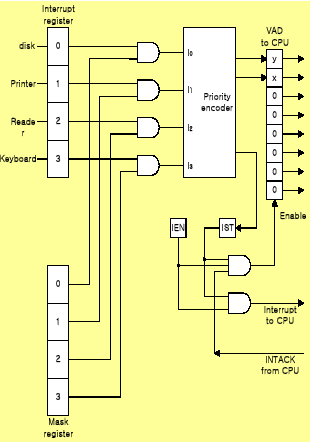 Interrupt
register
VAD
to CPU
disk
0
I0
y
x
Printer
1
I1
Priority
encoder
0
0
Reade
r
2
I2
0
0
Keyboard
3
I3
0
0
Enable
IEN
IST
0
1
Interrupt
to CPU
2
INTACK
from CPU
3
Mask
register